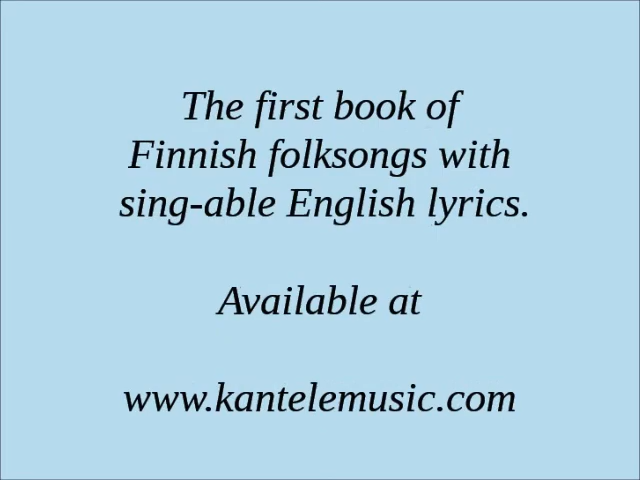 The first book of
Finnish folksongs with
sing-able English lyrics.
Available at
www.kantelemusic.com